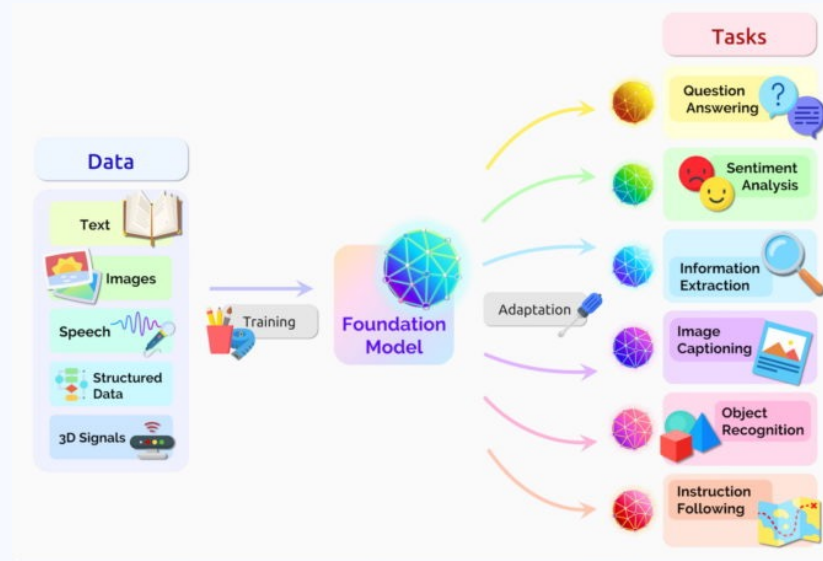 Data
Text
Images
Speech
Structured
Data
3D Signals
Training
Foundation
Model
Adaptation
Tasks
Question
Answering
?
Sentiment
Analysis
Information
Extraction
Image
Captioning
Object
Recognition
Instruction
Following